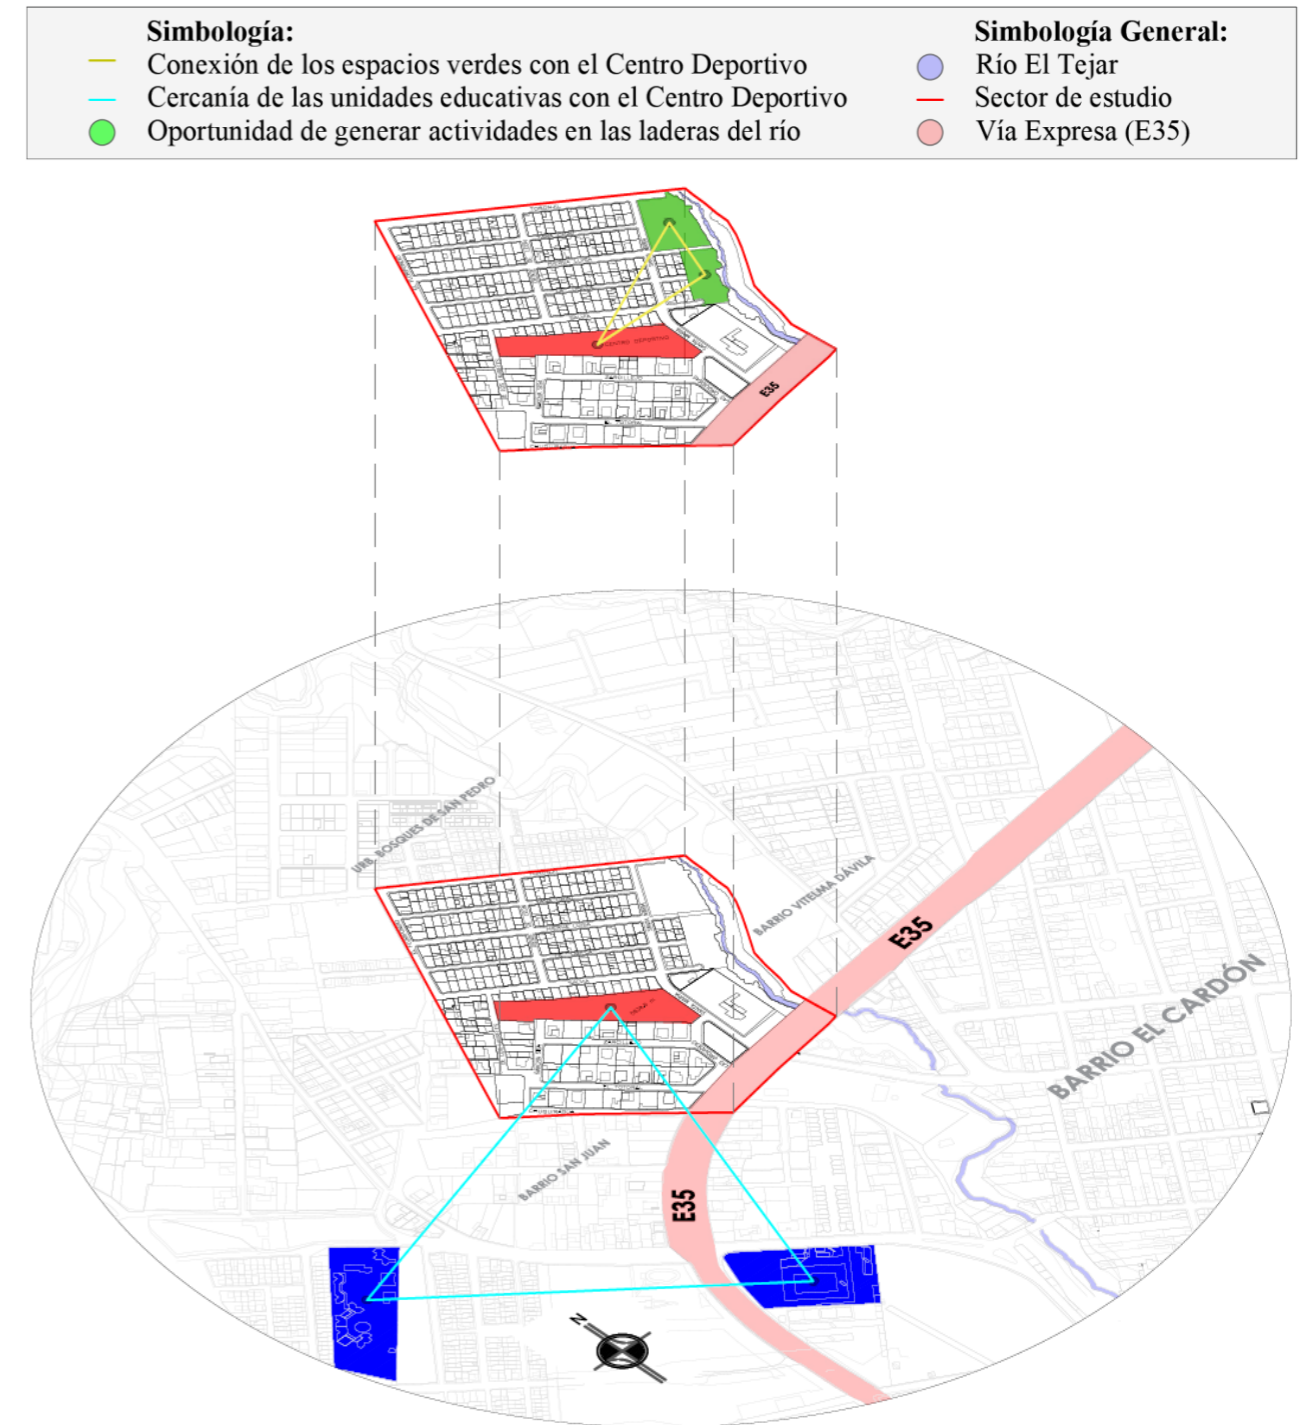 Simbología:
Conexión de los espacios verdes con el Centro Deportivo
Cercanía de las unidades educativas con el Centro Deportivo
Oportunidad de generar actividades en las laderas del río
Simbología General:
Río El Tejar
Sector de estudio
Vía Expresa (E35)
CENTRO DEPORTIVO
E35
URB. BOSQUES DE SAN PEDRO
BARRIO VITELMA DÁVILA
E35
BARRIO EL CARDÓN
BARRIO SAN JUAN
E35
N